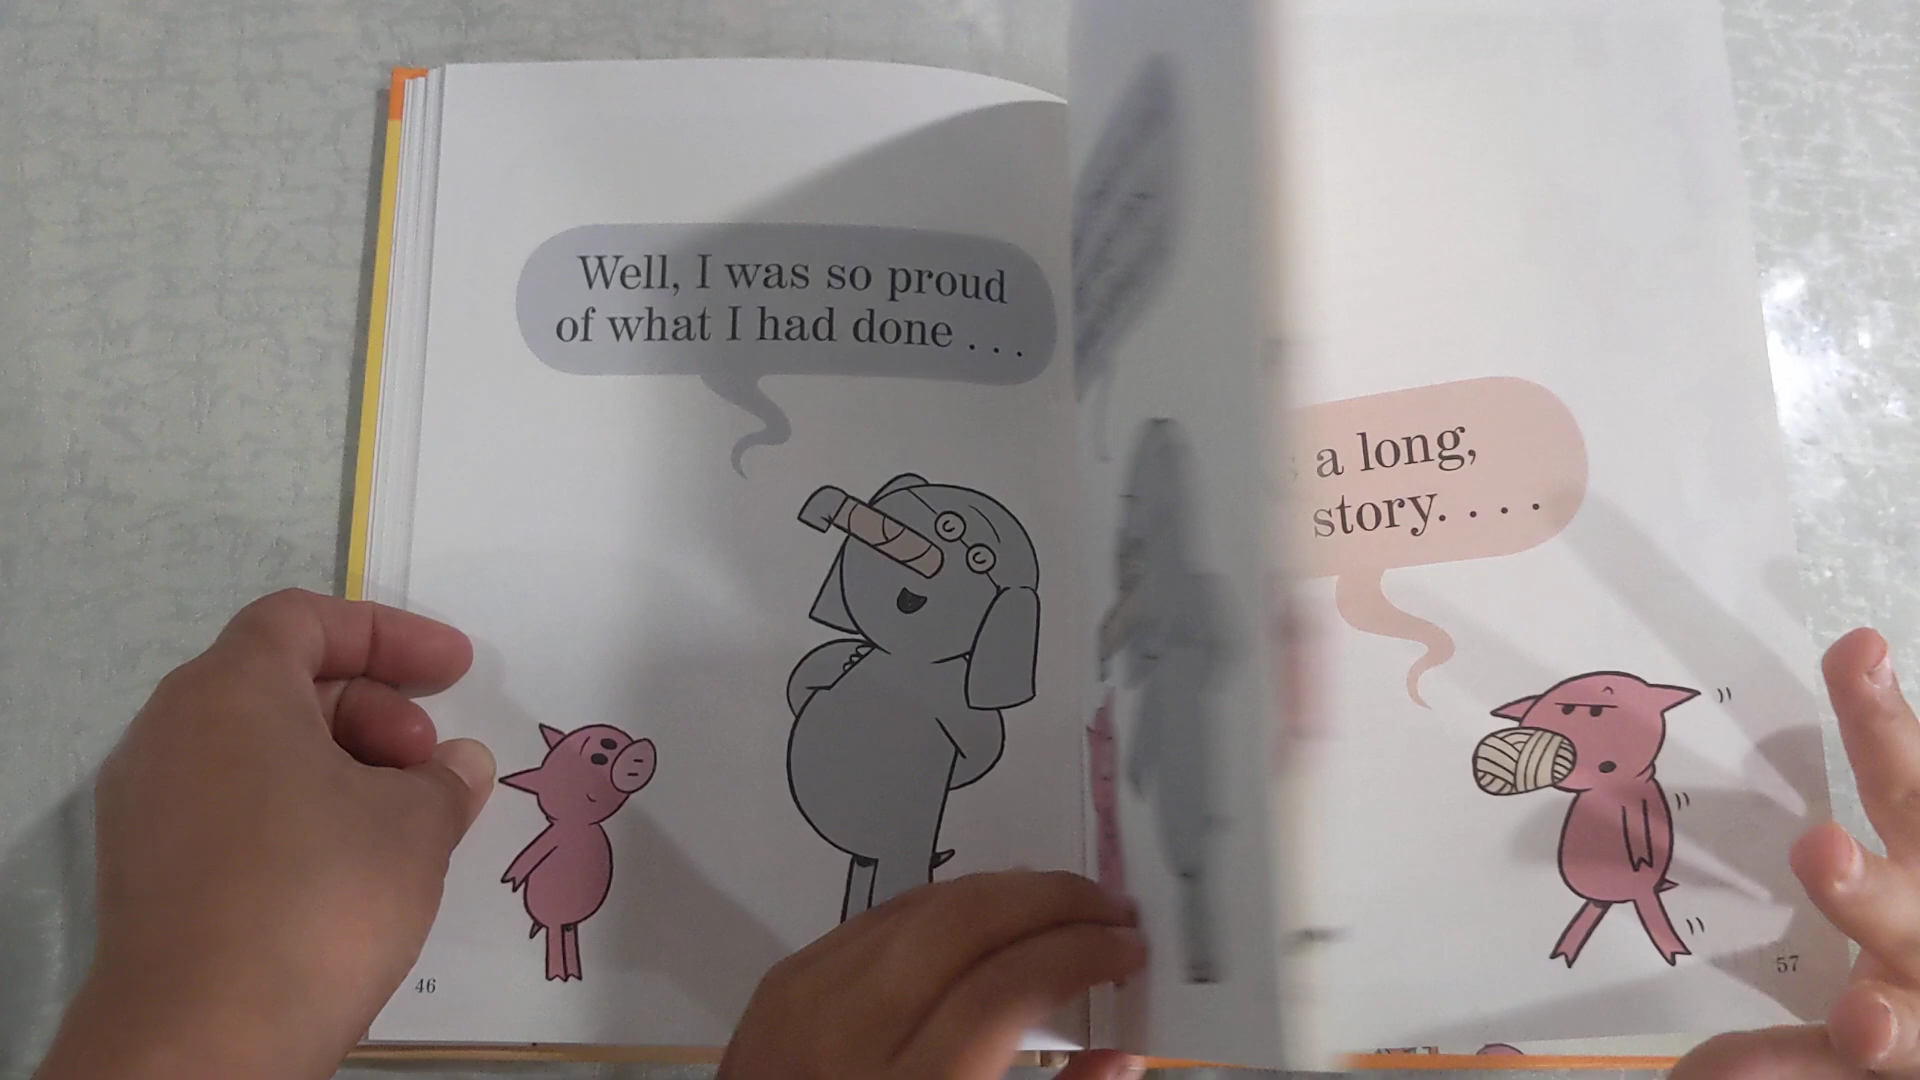 Well, I was so proud
of what I had done . . .
46
a long,
story. . . .
57